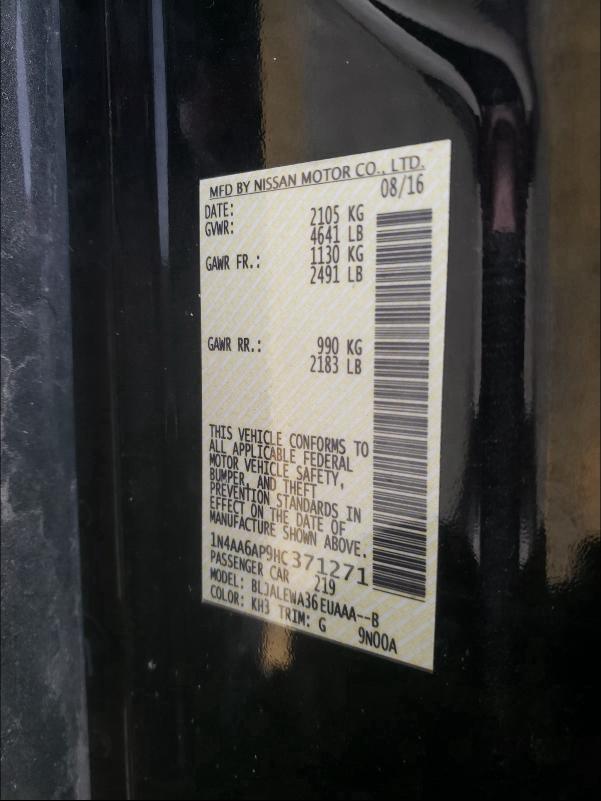 MFD BY NISSAN MOTOR CO., LTD.
DATE: 08/16
GVWR: 2105 KG
4641 LB
GAWR FR.: 1130 KG
2491 LB
GAWR RR.: 990 KG
2183 LB
THIS VEHICLE CONFORMS TO
ALL APPLICABLE FEDERAL
MOTOR VEHICLE SAFETY,
BUMPER, AND THEFT
PREVENTION STANDARDS IN
EFFECT ON THE DATE OF
MANUFACTURE SHOWN ABOVE.
1N4AA6AP9HC371271
PASSENGER CAR 219
MODEL: BLJALEWA36EUAAA--B
COLOR: KH3 TRIM: G 9N00A